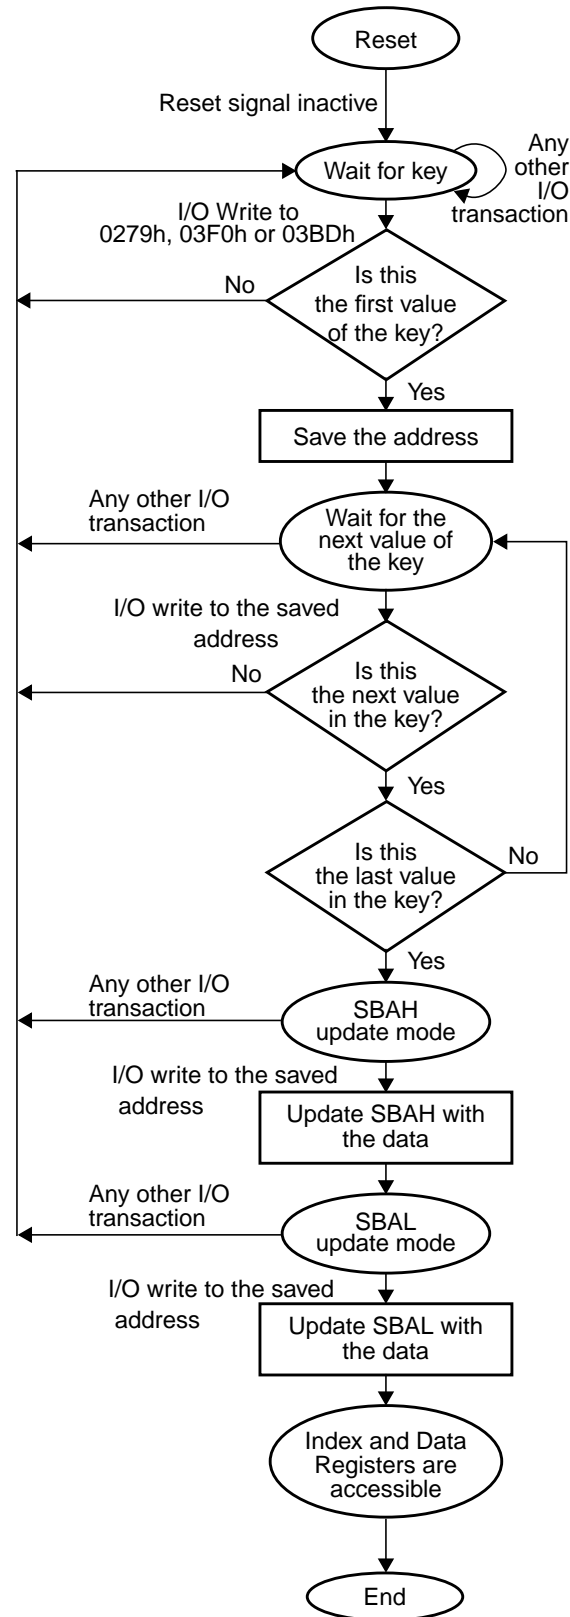 Reset
Reset signal inactive
Wait for key
Any
other
I/O
transaction
I/O Write to
0279h, 03F0h or 03BDh
Is this
the first value
of the key?
No
Yes
Save the address
Any other I/O
transaction
Wait for the
next value of
the key
I/O write to the saved
address
No
Is this
the next value
in the key?
Yes
Is this
the last value
in the key?
No
Yes
Any other I/O
transaction
SBAH
update mode
I/O write to the saved
address
Update SBAH with
the data
Any other I/O
transaction
SBAL
update mode
I/O write to the saved
address
Update SBAL with
the data
Index and Data
Registers are
accessible
End